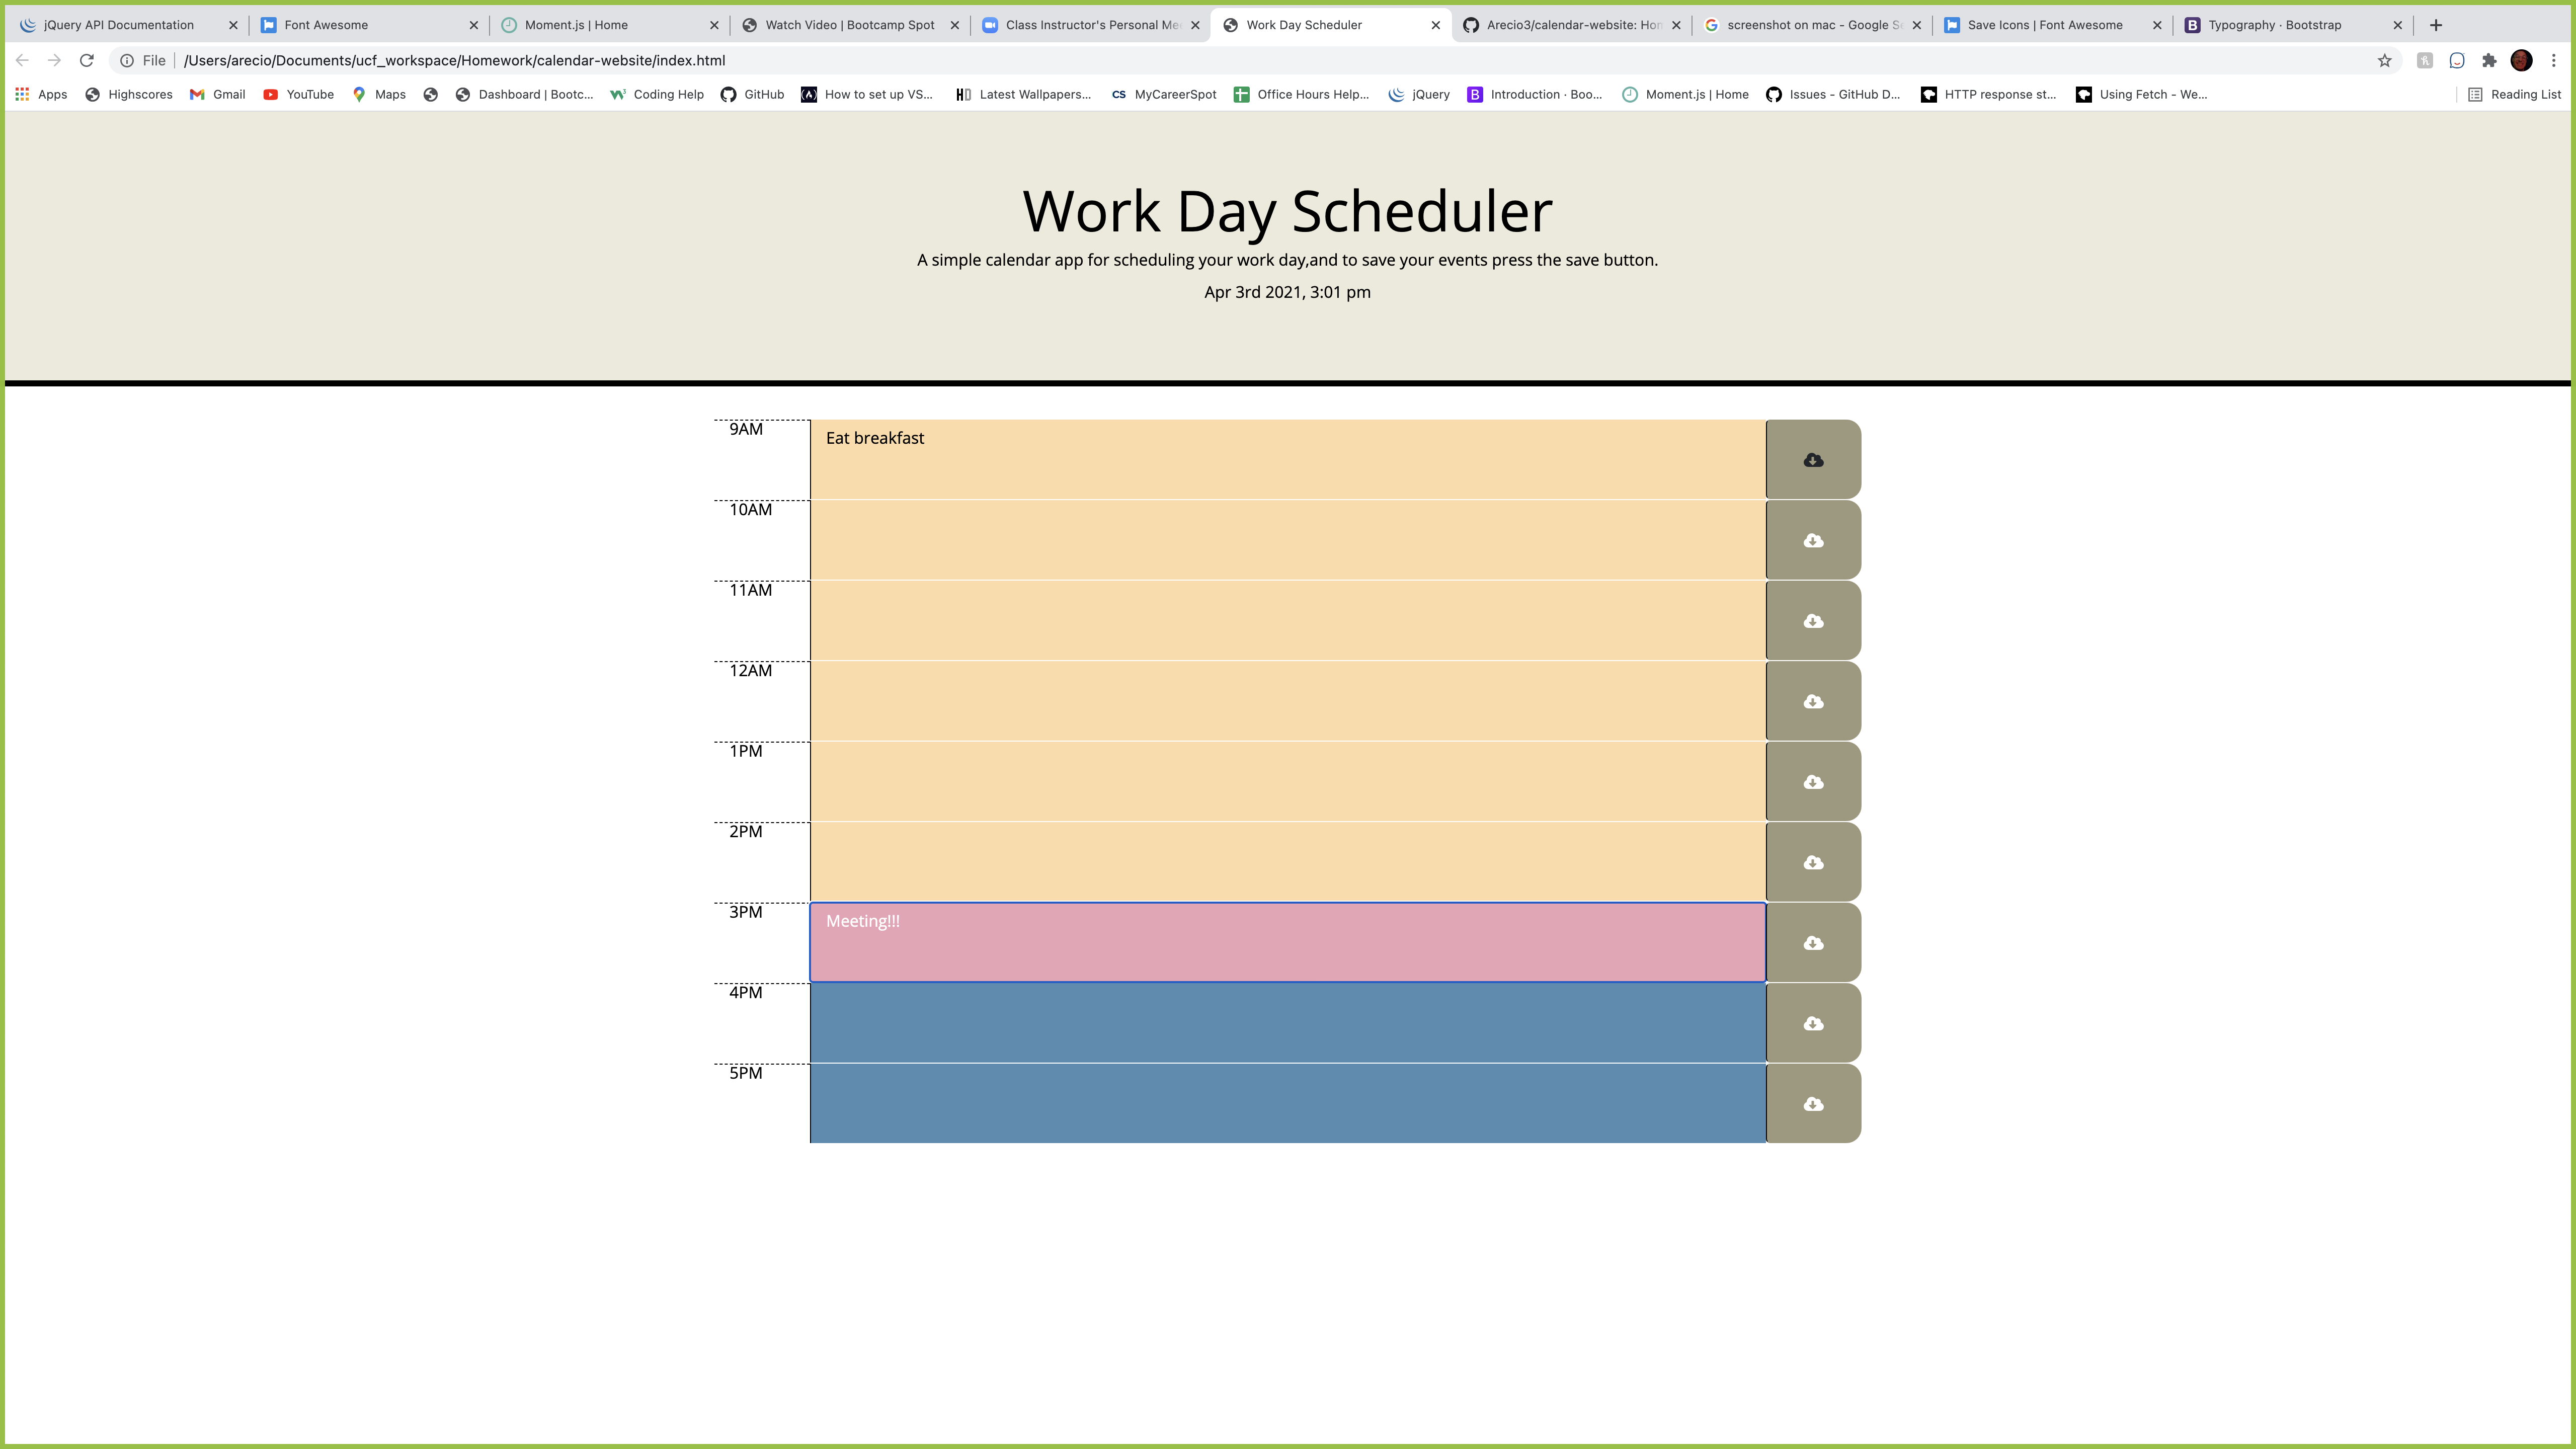 jQuery API Documentation
Font Awesome
Moment.js | Home
Watch Video | Bootcamp Spot
Class Instructor's Personal Me
Work Day Scheduler
Arecio3/calendar-website: Hon
screenshot on mac - Google S
Save Icons | Font Awesome
Typography · Bootstrap
File
/Users/arecio/Documents/ucf_workspace/Homework/calendar-website/index.html
Apps
Highscores
Gmail
YouTube
Maps
Dashboard | Bootc...
Coding Help
GitHub
How to set up VS...
HD
Latest Wallpapers...
CS
MyCareerSpot
Office Hours Help...
jQuery
B
Introduction · Boo...
Moment.js | Home
Issues - GitHub D...
HTTP response st...
Using Fetch - We...
Reading List
Work Day Scheduler
A simple calendar app for scheduling your work day,and to save your events press the save button.
Apr 3rd 2021, 3:01 pm
9AM
Eat breakfast
10AM
11AM
12AM
1PM
2PM
3PM
Meeting!!!
4PM
5PM